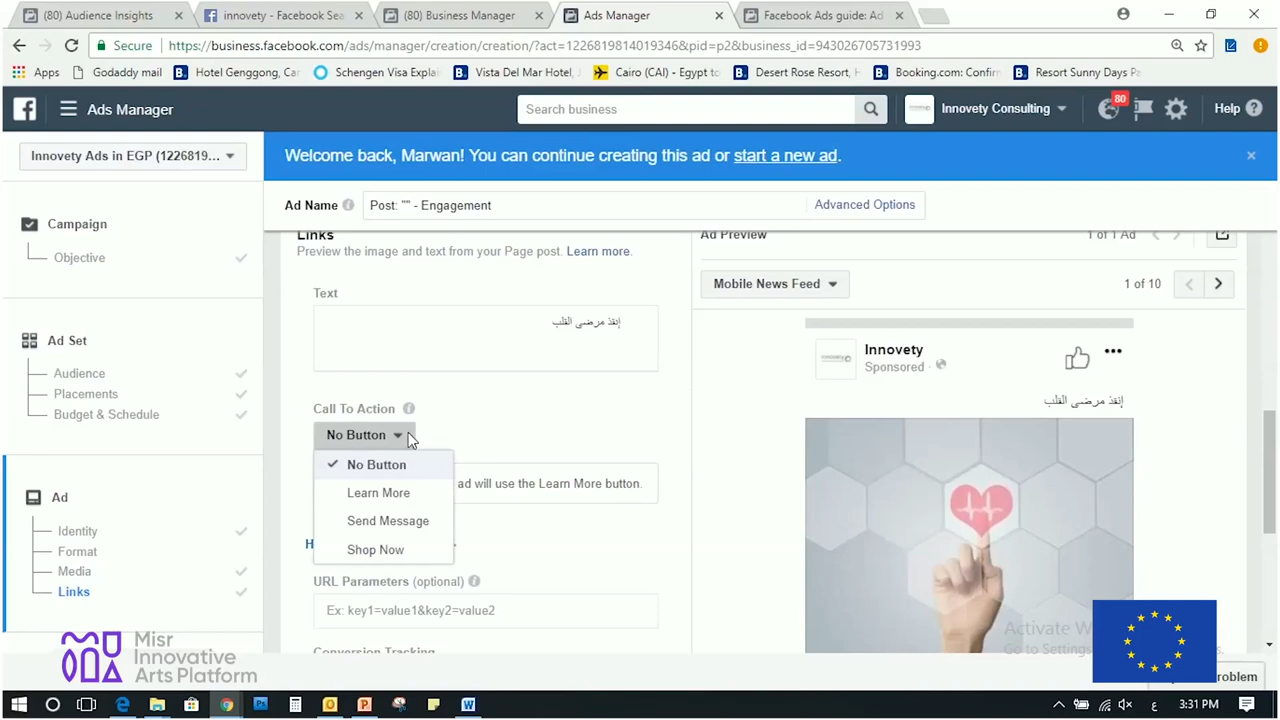 (80) Audience Insights
innovety - Facebook Sea
(80) Business Manager
Ads Manager
Facebook Ads guide: Ad
Secure
https://business.facebook.com/ads/manager/creation/creation/?act=1226819814019346&pid=p2&business_id=943026705731993
Apps
Godaddy mail
Hotel Genggong, Car
Schengen Visa Explai
Vista Del Mar Hotel,
Cairo (CAI) - Egypt to
Desert Rose Resort, H
Booking.com: Confirm
Resort Sunny Days Pa
Ads Manager
Search business
Innovety Consulting
80
Help
Innovety Ads in EGP (1226819...
Welcome back, Marwan! You can continue creating this ad or start a new ad.
Ad Name
Post: "" - Engagement
Advanced Options
Campaign
Objective
Ad Set
Audience
Placements
Budget & Schedule
Ad
Identity
Format
Media
Links
Links
Preview the image and text from your Page post. Learn more.
Text
إنقذ مرضى القلب
Call To Action
No Button
No Button
Learn More
Send Message
Shop Now
ad will use the Learn More button.
H
URL Parameters (optional)
Ex: key1=value1&key2=value2
Conversion Tracking
Ad Preview
1 of 1 Ad
Mobile News Feed
1 of 10
Innovety
Sponsored
إنقذ مرضى القلب
Activate W
Go to Settings
roblem
Misr
Innovative
Arts Platform
ع
3:31 PM